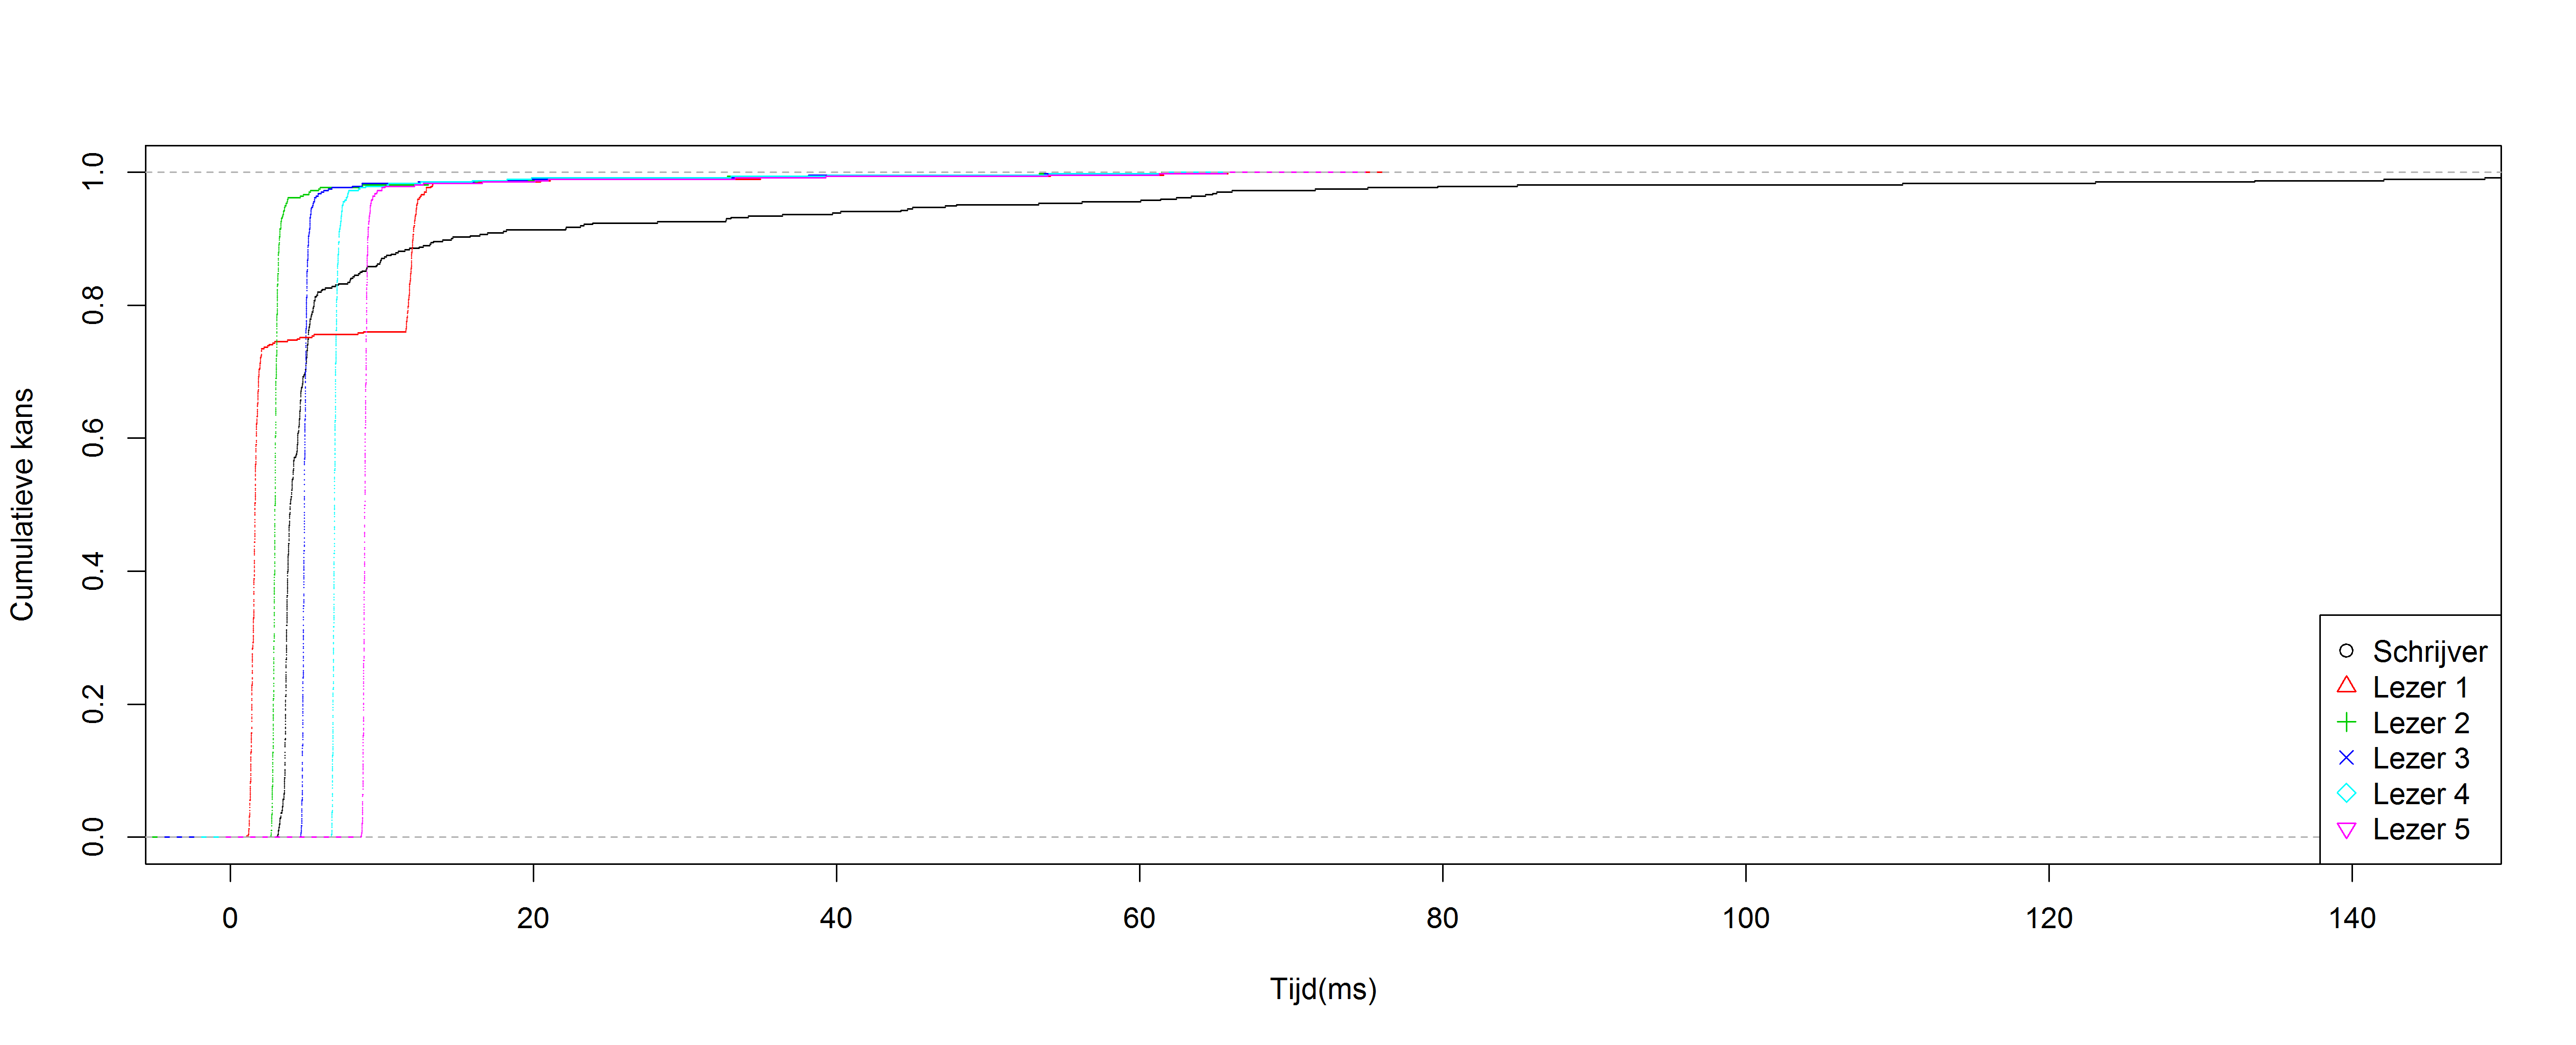 Cumulatieve kans
1.0
0.8
0.6
0.4
0.2
0.0
0 20 40 60 80 100 120 140
Tijd(ms)
Schrijver
Lezer 1
Lezer 2
Lezer 3
Lezer 4
Lezer 5